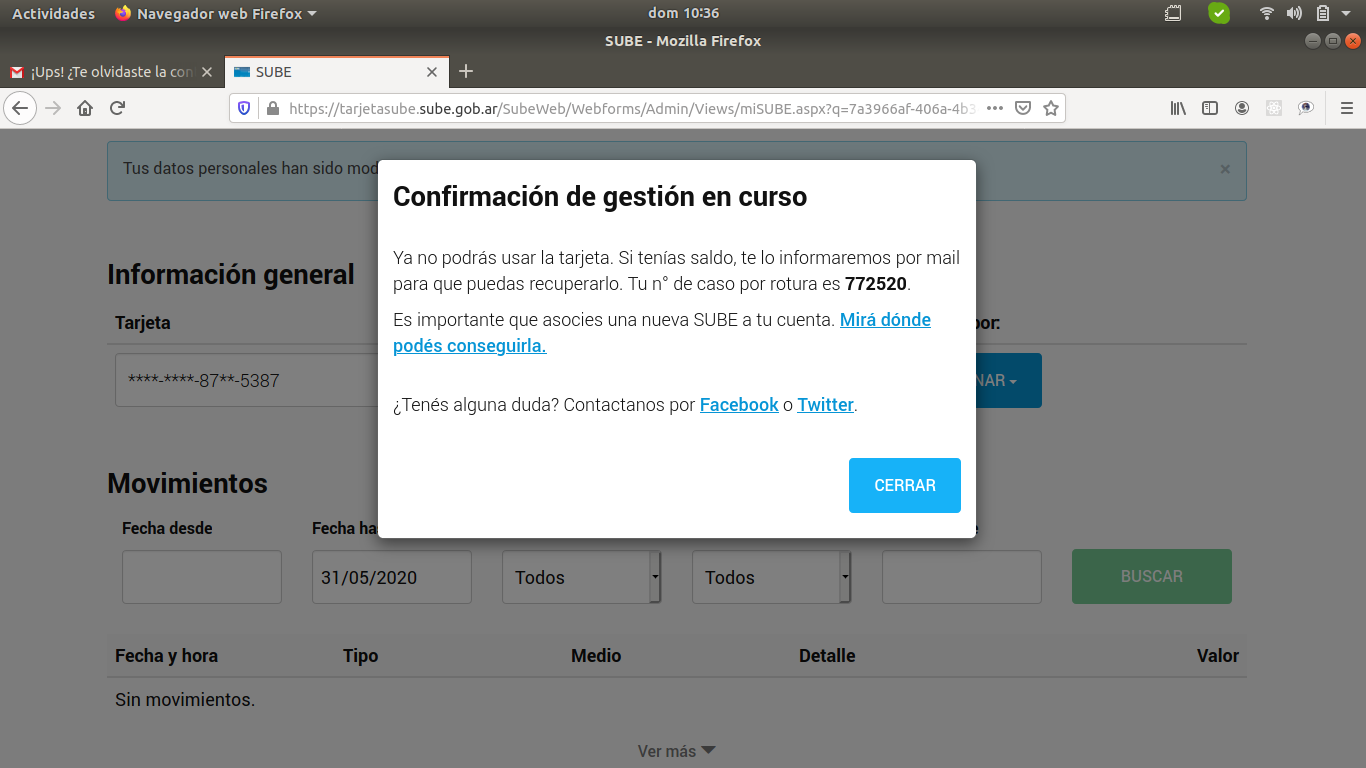 Actividades
Navegador web Firefox
dom 10:36
SUBE - Mozilla Firefox
¡Ups! ¿Te olvidaste la con
SUBE
https://tarjetasube.sube.gob.ar/SubeWeb/Webforms/Admin/Views/miSUBE.aspx?q=7a3966af-406a-4b3
Tus datos personales han sido mod
×
Confirmación de gestión en curso
Ya no podrás usar la tarjeta. Si tenías saldo, te lo informaremos por mail
para que puedas recuperarlo. Tu n° de caso por rotura es 772520.
Es importante que asocies una nueva SUBE a tu cuenta. Mirá dónde
podés conseguirla.
¿Tenés alguna duda? Contactanos por Facebook o Twitter.
CERRAR
Información general
Tarjeta
por:
****-****-87**-5387
NAR
Movimientos
Fecha desde
Fecha ha
31/05/2020
Todos
Todos
BUSCAR
Fecha y hora
Tipo
Medio
Detalle
Valor
Sin movimientos.
Ver más